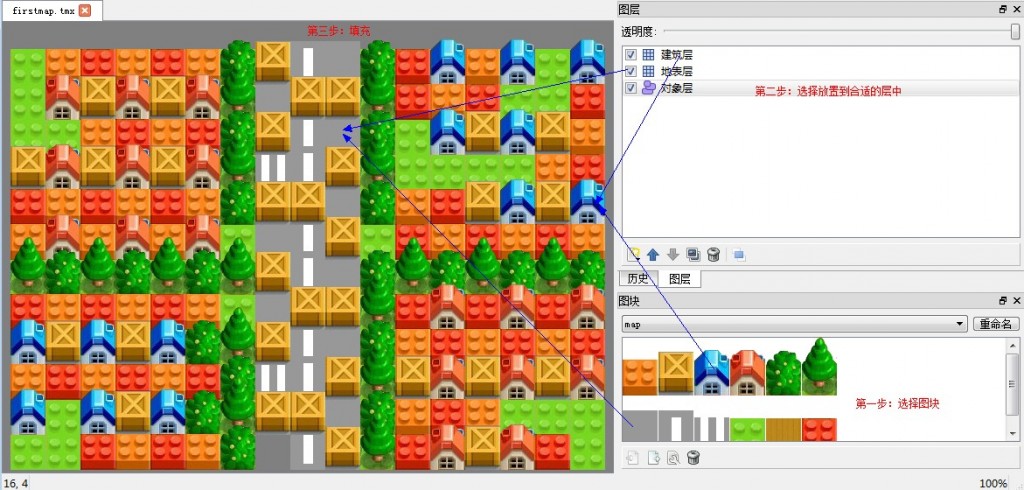 firstmap.tmx
第三步：填充
图层
透明度：
建筑层
地表层
对象层
第二步：选择放置到合适的层中
历史
图层
图块
map
重命名
第一步：选择图块
16, 4
100%